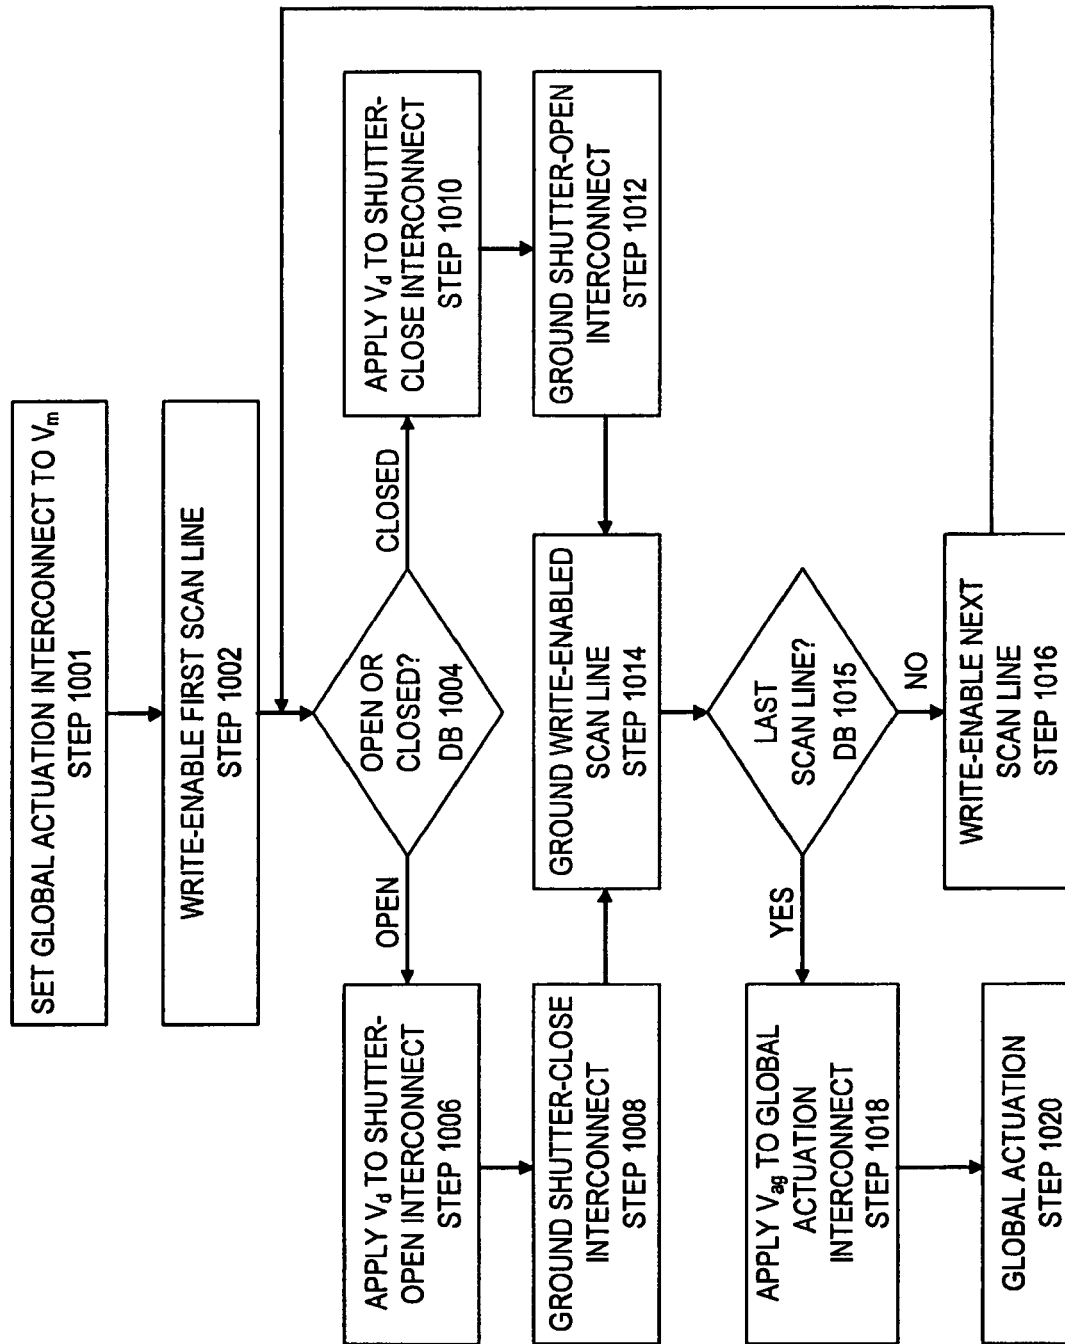 SET GLOBAL ACTUATION INTERCONNECT TO Vm
STEP 1001
WRITE-ENABLE FIRST SCAN LINE
STEP 1002
OPEN OR
CLOSED?
DB 1004
OPEN
CLOSED
APPLY Vd TO SHUTTER-
OPEN INTERCONNECT
STEP 1006
GROUND SHUTTER-CLOSE
INTERCONNECT
STEP 1008
APPLY Vd TO SHUTTER-
CLOSE INTERCONNECT
STEP 1010
GROUND SHUTTER-OPEN
INTERCONNECT
STEP 1012
GROUND WRITE-ENABLED
SCAN LINE
STEP 1014
LAST
SCAN LINE?
DB 1015
YES
NO
WRITE-ENABLE NEXT
SCAN LINE
STEP 1016
APPLY Vag TO GLOBAL
ACTUATION
INTERCONNECT
STEP 1018
GLOBAL ACTUATION
STEP 1020